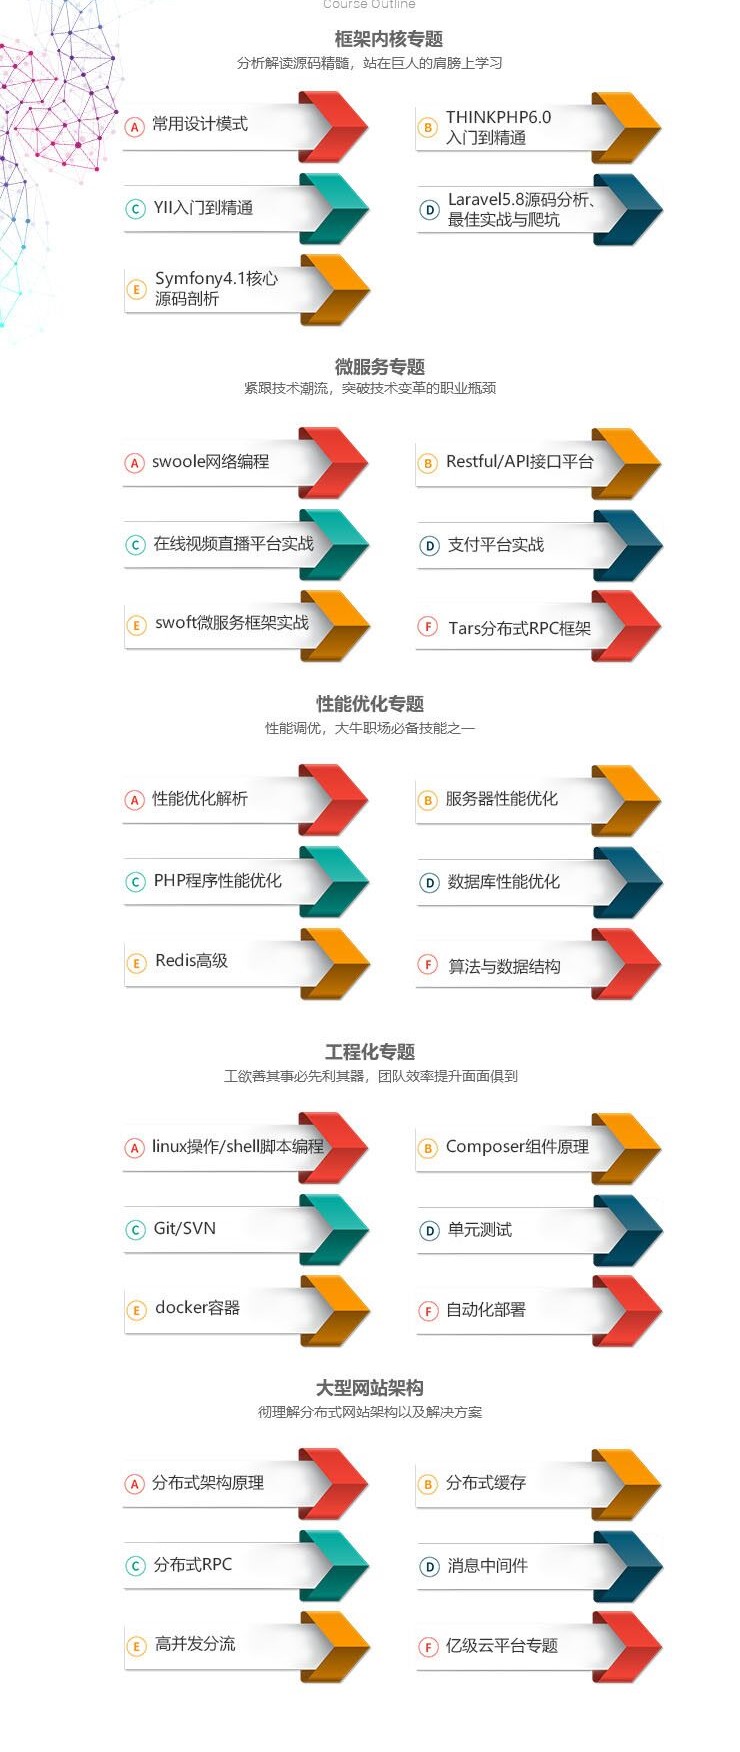 Course Outline
框架内核专题
分析解读源码精髓，站在巨人的肩膀上学习
A 常用设计模式
B THINKPHP6.0
入门到精通
C YII入门到精通
D Laravel5.8源码分析、
最佳实战与爬坑
E Symfony4.1核心
源码剖析
微服务专题
紧跟技术潮流，突破技术变革的职业瓶颈
A swoole网络编程
B Restful/API接口平台
C 在线视频直播平台实战
D 支付平台实战
E swoft微服务框架实战
F Tars分布式RPC框架
性能优化专题
性能调优，大牛职场必备技能之一
A 性能优化解析
B 服务器性能优化
C PHP程序性能优化
D 数据库性能优化
E Redis高级
F 算法与数据结构
工程化专题
工欲善其事必先利其器，团队效率提升面面俱到
A linux操作/shell脚本编程
B Composer组件原理
C Git/SVN
D 单元测试
E docker容器
F 自动化部署
大型网站架构
彻理解分布式网站架构以及解决方案
A 分布式架构原理
B 分布式缓存
C 分布式RPC
D 消息中间件
E 高并发分流
F 亿级云平台专题